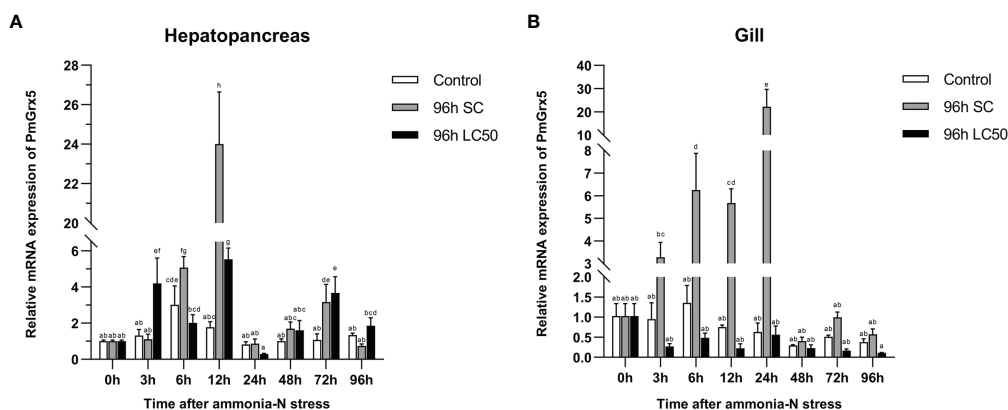 A
Hepatopancreas
Relative mRNA expression of PmGrx5
28
26
24
22
20
6
4
2
0
ab ab ab
ab ab ef
cde fg bcd
abc h g
ab ab a
ab abc abc
ab de e
ab ab bcd
0h 3h 6h 12h 24h 48h 72h 96h
Time after ammonia-N stress
Control
96h SC
96h LC50
B
Gill
Relative mRNA expression of PmGrx5
40
30
20
10
8
7
6
5
4
3
2.0
1.5
1.0
0.5
0.0
ab ab ab
ab bc ab
ab d ab
ab cd ab
ab e ab
ab ab ab
ab ab ab
ab ab a
0h 3h 6h 12h 24h 48h 72h 96h
Time after ammonia-N stress
Control
96h SC
96h LC50